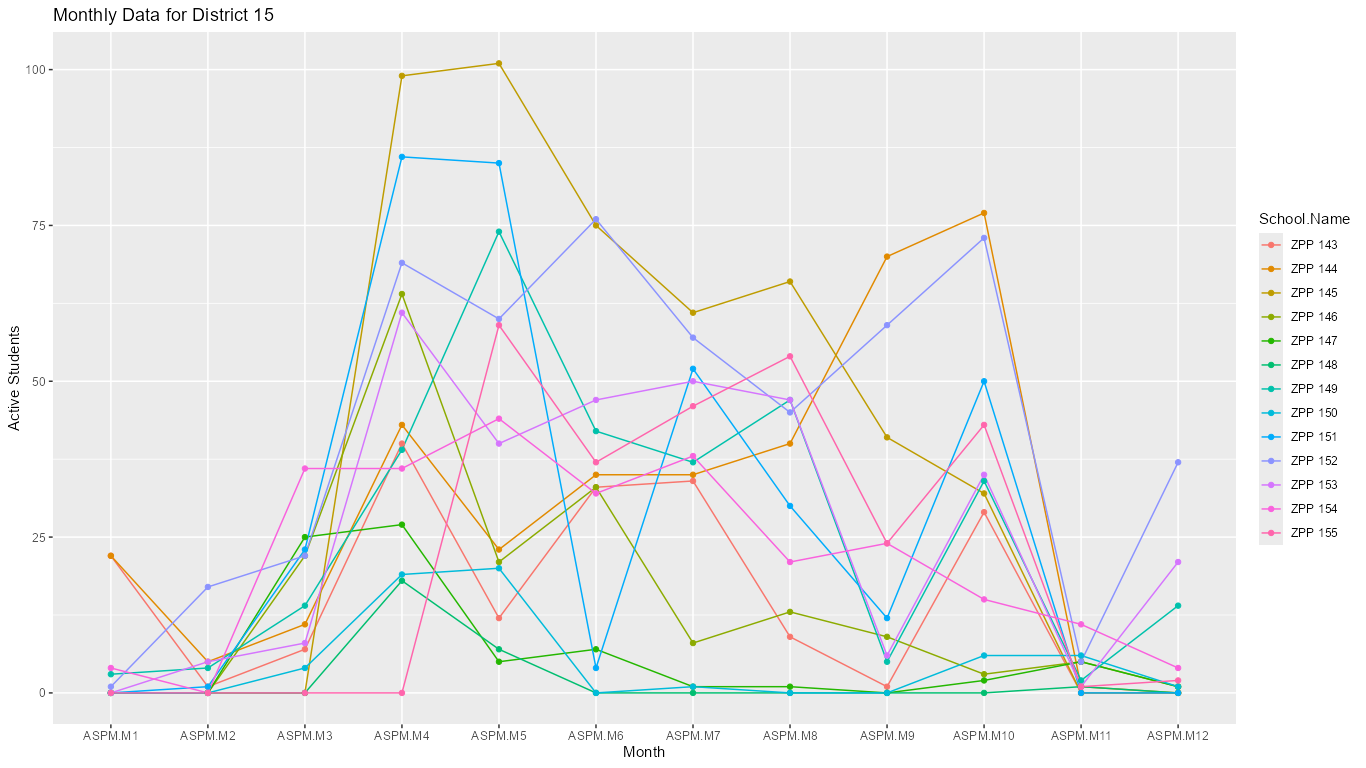 Monthly Data for District 15
Active Students
100
75
50
25
0
ASPM.M1 ASPM.M2 ASPM.M3 ASPM.M4 ASPM.M5 ASPM.M6 ASPM.M7 ASPM.M8 ASPM.M9 ASPM.M10 ASPM.M11 ASPM.M12
Month
School.Name
ZPP 143
ZPP 144
ZPP 145
ZPP 146
ZPP 147
ZPP 148
ZPP 149
ZPP 150
ZPP 151
ZPP 152
ZPP 153
ZPP 154
ZPP 155